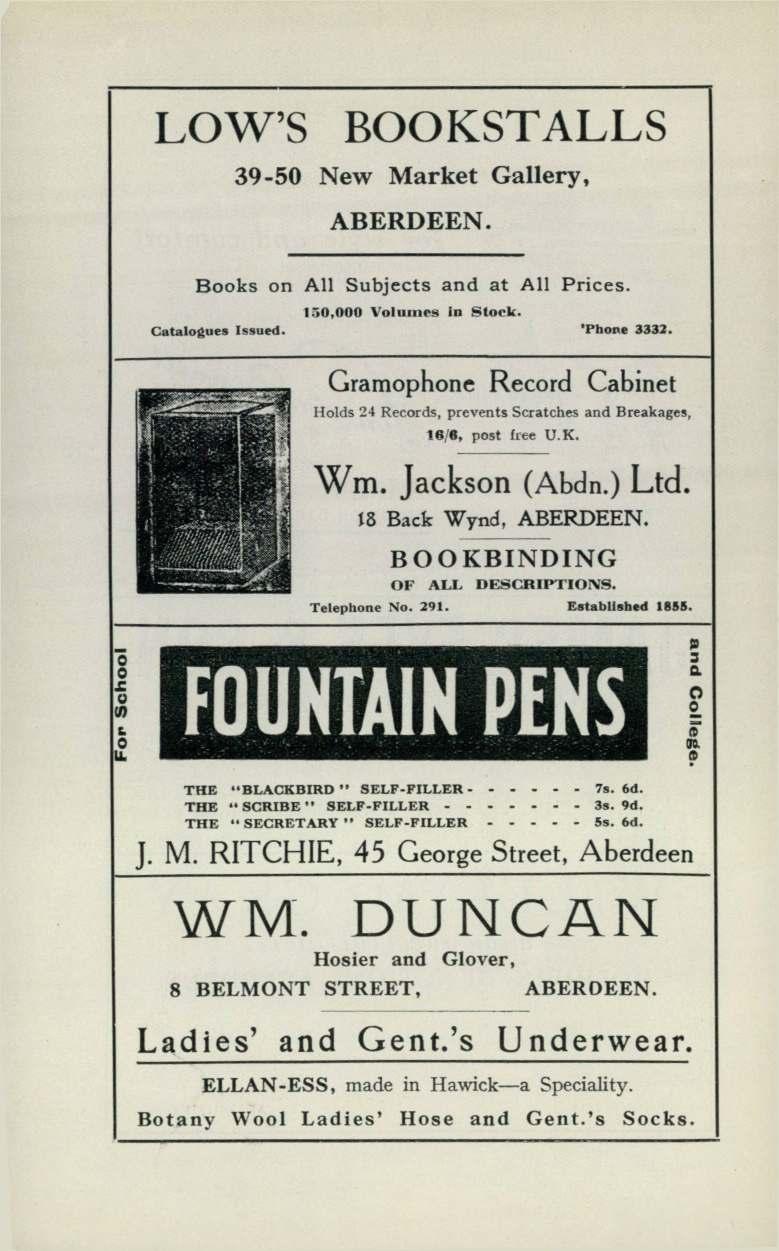 LOW'S BOOKSTALLS
39-50 New Market Gallery,
ABERDEEN.
Books on All Subjects and at All Prices.
150,000 Volumes in Stock.
Catalogues Issued. 'Phone 3332.
Gramophone Record Cabinet
Holds 24 Records, prevents Scratches and Breakages,
16/6, post free U.K.
Wm. Jackson (Abdn.) Ltd.
18 Back Wynd, ABERDEEN.
BOOKBINDING
OF ALL DESCRIPTIONS.
Telephone No. 291. Established 1855.
For School
FOUNTAIN PENS
and College.
THE "BLACKBIRD" SELF-FILLER - - - - - - 7s. 6d.
THE "SCRIBE" SELF-FILLER - - - - - - - 3s. 9d.
THE "SECRETARY" SELF-FILLER - - - - - 5s. 6d.
J. M. RITCHIE, 45 George Street, Aberdeen
WM. DUNCAN
Hosier and Glover,
8 BELMONT STREET, ABERDEEN.
Ladies' and Gent.'s Underwear.
ELLAN-ESS, made in Hawick—a Speciality.
Botany Wool Ladies' Hose and Gent.'s Socks.